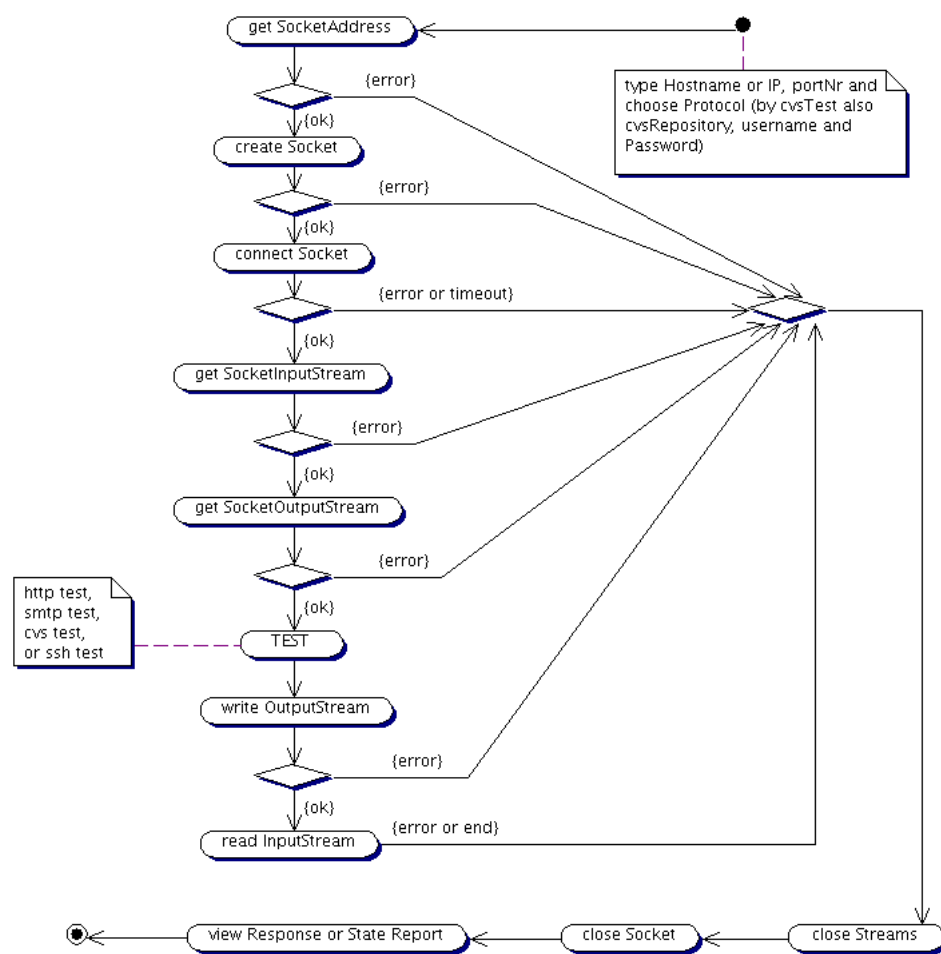 get SocketAddress
{error}
type Hostname or IP, portNr and
choose Protocol (by cvsTest also
cvsRepository, username and
Password)
{ok}
create Socket
{error}
{ok}
connect Socket
{error or timeout}
{ok}
get SocketInputStream
{error}
{ok}
get SocketOutputStream
{error}
{ok}
http test,
smtp test,
cvs test,
or ssh test
TEST
write OutputStream
{error}
{ok}
read InputStream
{error or end}
view Response or State Report
close Socket
close Streams